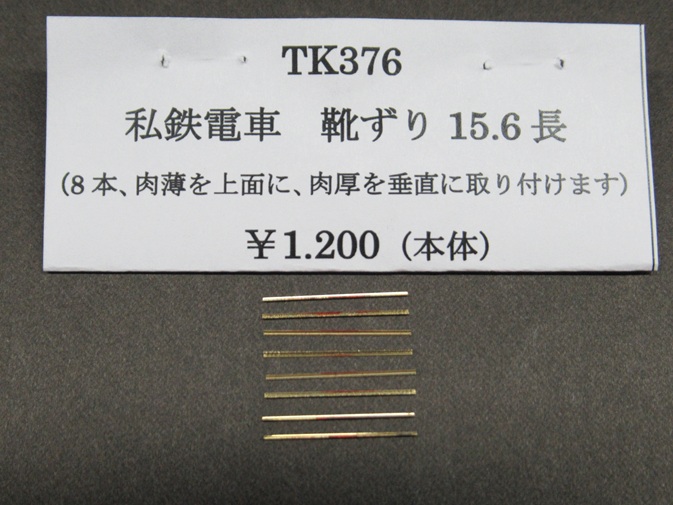 TK376
私鉄電車　靴ずり 15.6 長
（8 本、肉薄を上面に、肉厚を垂直に取り付けます）
￥1.200（本体）